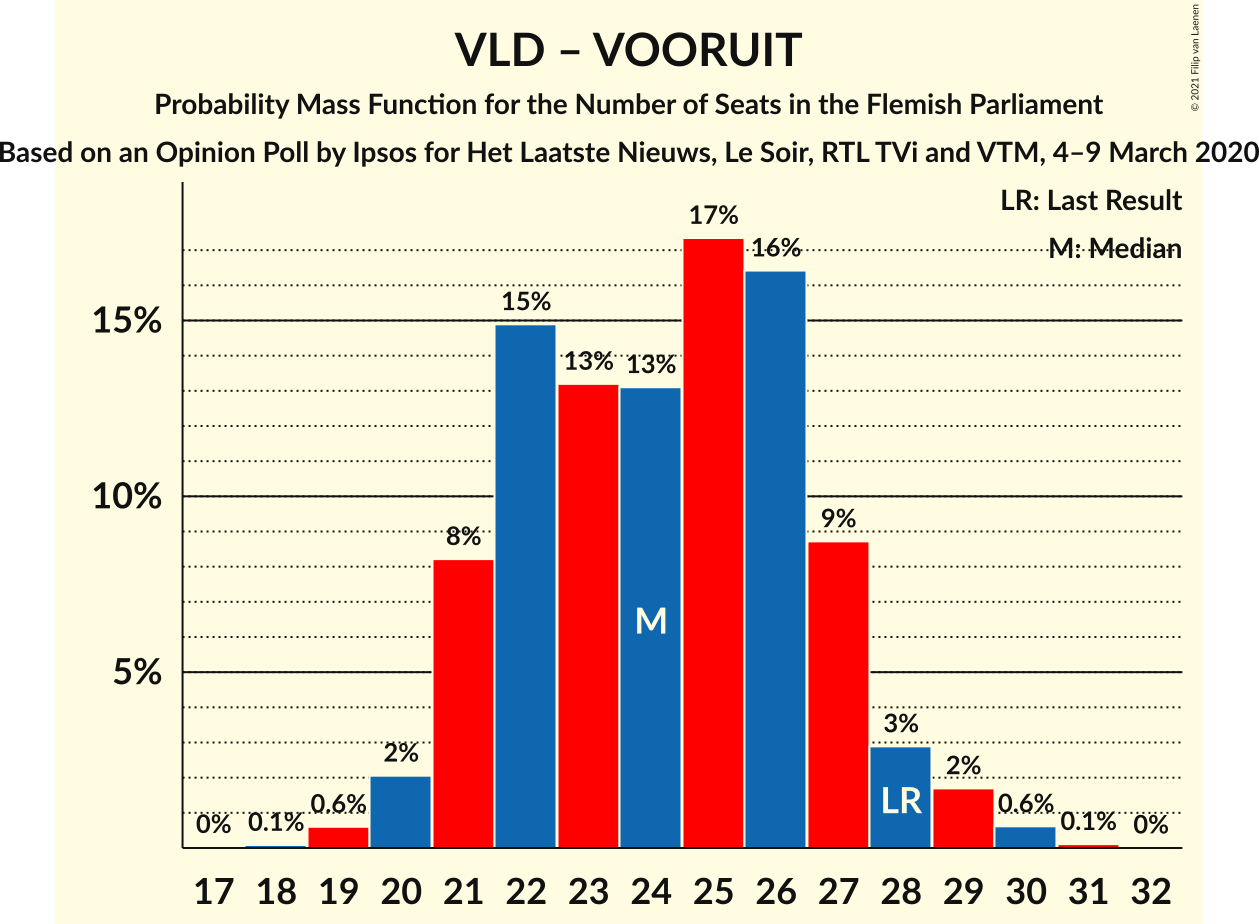 VLD – VOORUIT
Probability Mass Function for the Number of Seats in the Flemish Parliament
Based on an Opinion Poll by Ipsos for Het Laatste Nieuws, Le Soir, RTL TVi and VTM, 4–9 March 2020
© 2021 Filip van Laenen
LR: Last Result
M: Median
17%
16%
15%
15%
13% 13%
10%
9%
8%
M
5%
3%
2%
2%
LR
0.6%
0.6%
0% 0.1%
0.1% 0%
17 18 19 20 21 22 23 24 25 26 27 28 29 30 31 32